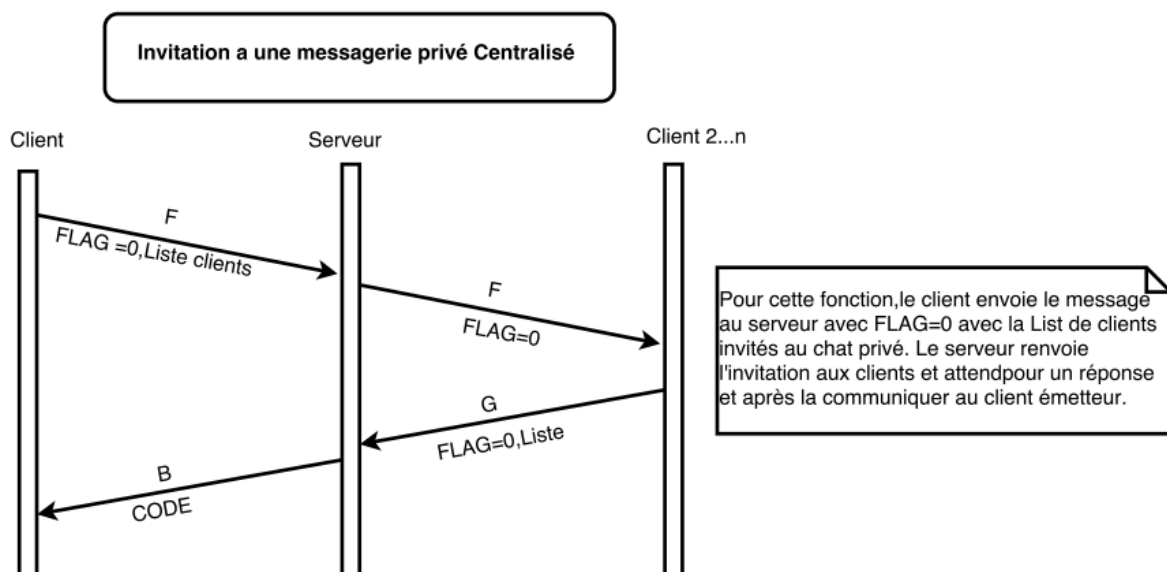 Invitation a une messagerie privé Centralisé
Client
Serveur
Client 2...n
F
FLAG =0,Liste clients
F
FLAG=0
G
FLAG=0,Liste
B
CODE
Pour cette fonction,le client envoie le message
au serveur avec FLAG=0 avec la List de clients
invités au chat privé. Le serveur renvoie
l'invitation aux clients et attendpour un réponse
et après la communiquer au client émetteur.